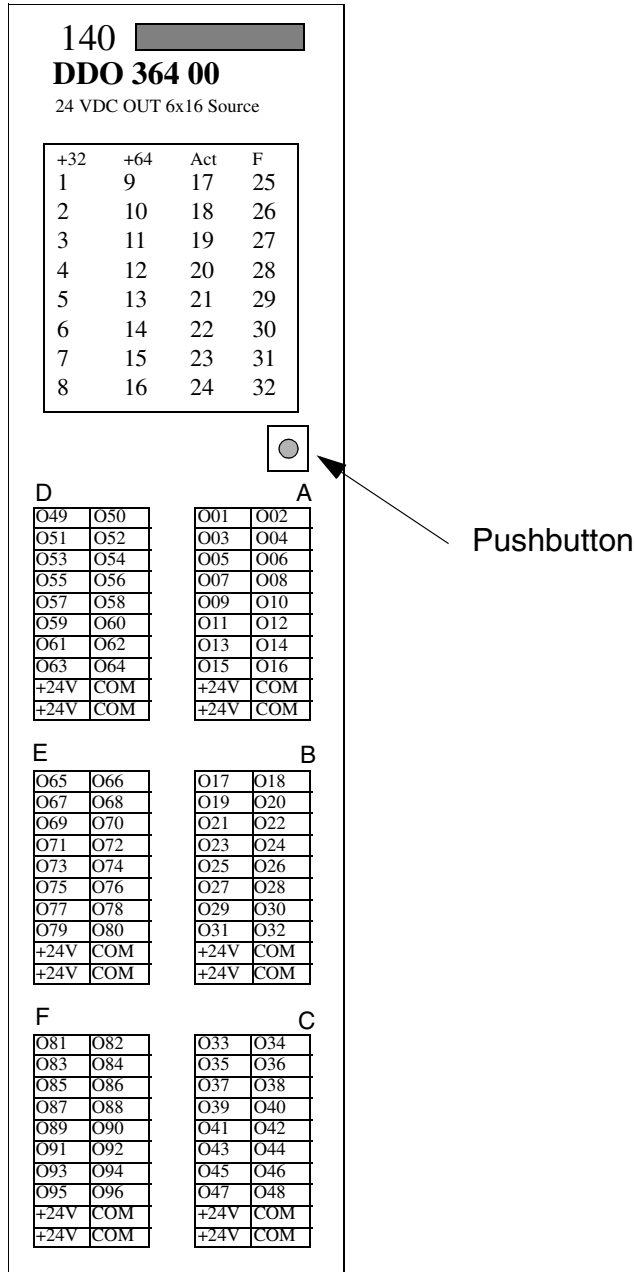 140
DDO 364 00
24 VDC OUT 6x16 Source
+32 +64 Act F
1 9 17 25
2 10 18 26
3 11 19 27
4 12 20 28
5 13 21 29
6 14 22 30
7 15 23 31
8 16 24 32
Pushbutton
D A
O49 O50 O01 O02
O51 O52 O03 O04
O53 O54 O05 O06
O55 O56 O07 O08
O57 O58 O09 O10
O59 O60 O11 O12
O61 O62 O13 O14
O63 O64 O15 O16
+24V COM +24V COM
+24V COM +24V COM
E B
O65 O66 O17 O18
O67 O68 O19 O20
O69 O70 O21 O22
O71 O72 O23 O24
O73 O74 O25 O26
O75 O76 O27 O28
O77 O78 O29 O30
O79 O80 O31 O32
+24V COM +24V COM
+24V COM +24V COM
F C
O81 O82 O33 O34
O83 O84 O35 O36
O85 O86 O37 O38
O87 O88 O39 O40
O89 O90 O41 O42
O91 O92 O43 O44
O93 O94 O45 O46
O95 O96 O47 O48
+24V COM +24V COM
+24V COM +24V COM